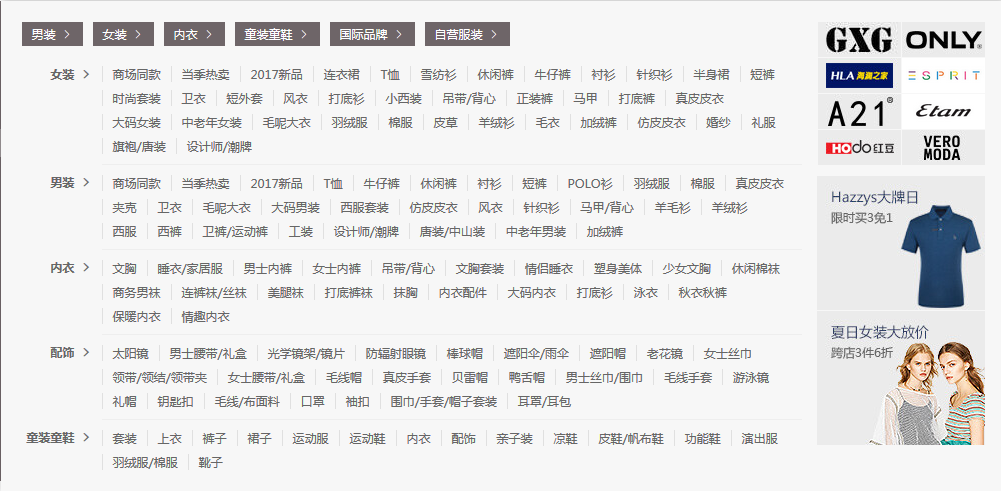 男装 > 女装 > 内衣 > 童装童鞋 > 国际品牌 > 自营服装 >
女装 > 商场同款 当季热卖 2017新品 连衣裙 T恤 雪纺衫 休闲裤 牛仔裤 衬衫 针织衫 半身裙 短裤
时尚套装 卫衣 短外套 风衣 打底衫 小西装 吊带/背心 正装裤 马甲 打底裤 真皮皮衣
大码女装 中老年女装 毛呢大衣 羽绒服 棉服 皮草 羊绒衫 毛衣 加绒裤 仿皮皮衣 婚纱 礼服
旗袍/唐装 设计师/潮牌
男装 > 商场同款 当季热卖 2017新品 T恤 牛仔裤 休闲裤 衬衫 短裤 POLO衫 羽绒服 棉服 真皮皮衣
夹克 卫衣 毛呢大衣 大码男装 西服套装 仿皮皮衣 风衣 针织衫 马甲/背心 羊毛衫 羊绒衫
西服 西裤 卫裤/运动裤 工装 设计师/潮牌 唐装/中山装 中老年男装 加绒裤
内衣 > 文胸 睡衣/家居服 男士内裤 女士内裤 吊带/背心 文胸套装 情侣睡衣 塑身美体 少女文胸 休闲棉袜
商务男袜 连裤袜/丝袜 美腿袜 打底裤袜 抹胸 内衣配件 大码内衣 打底衫 泳衣 秋衣秋裤
保暖内衣 情趣内衣
配饰 > 太阳镜 男士腰带/礼盒 光学镜架/镜片 防辐射眼镜 棒球帽 遮阳伞/雨伞 遮阳帽 老花镜 女士丝巾
领带/领结/领带夹 女士腰带/礼盒 毛线帽 真皮手套 贝雷帽 鸭舌帽 男士丝巾/围巾 毛线手套 游泳镜
礼帽 钥匙扣 毛线/布面料 口罩 袖扣 围巾/手套/帽子套装 耳罩/耳包
童装童鞋 > 套装 上衣 裤子 裙子 运动服 运动鞋 内衣 配饰 亲子装 凉鞋 皮鞋/帆布鞋 功能鞋 演出服
羽绒服/棉服 靴子
GXG ONLY
HLA 海澜之家 ESPRIT
A21® Etam
HOdo 红豆 VERO
MODA
Hazzys大牌日
限时买3免1
夏日女装大放价
跨店3件6折